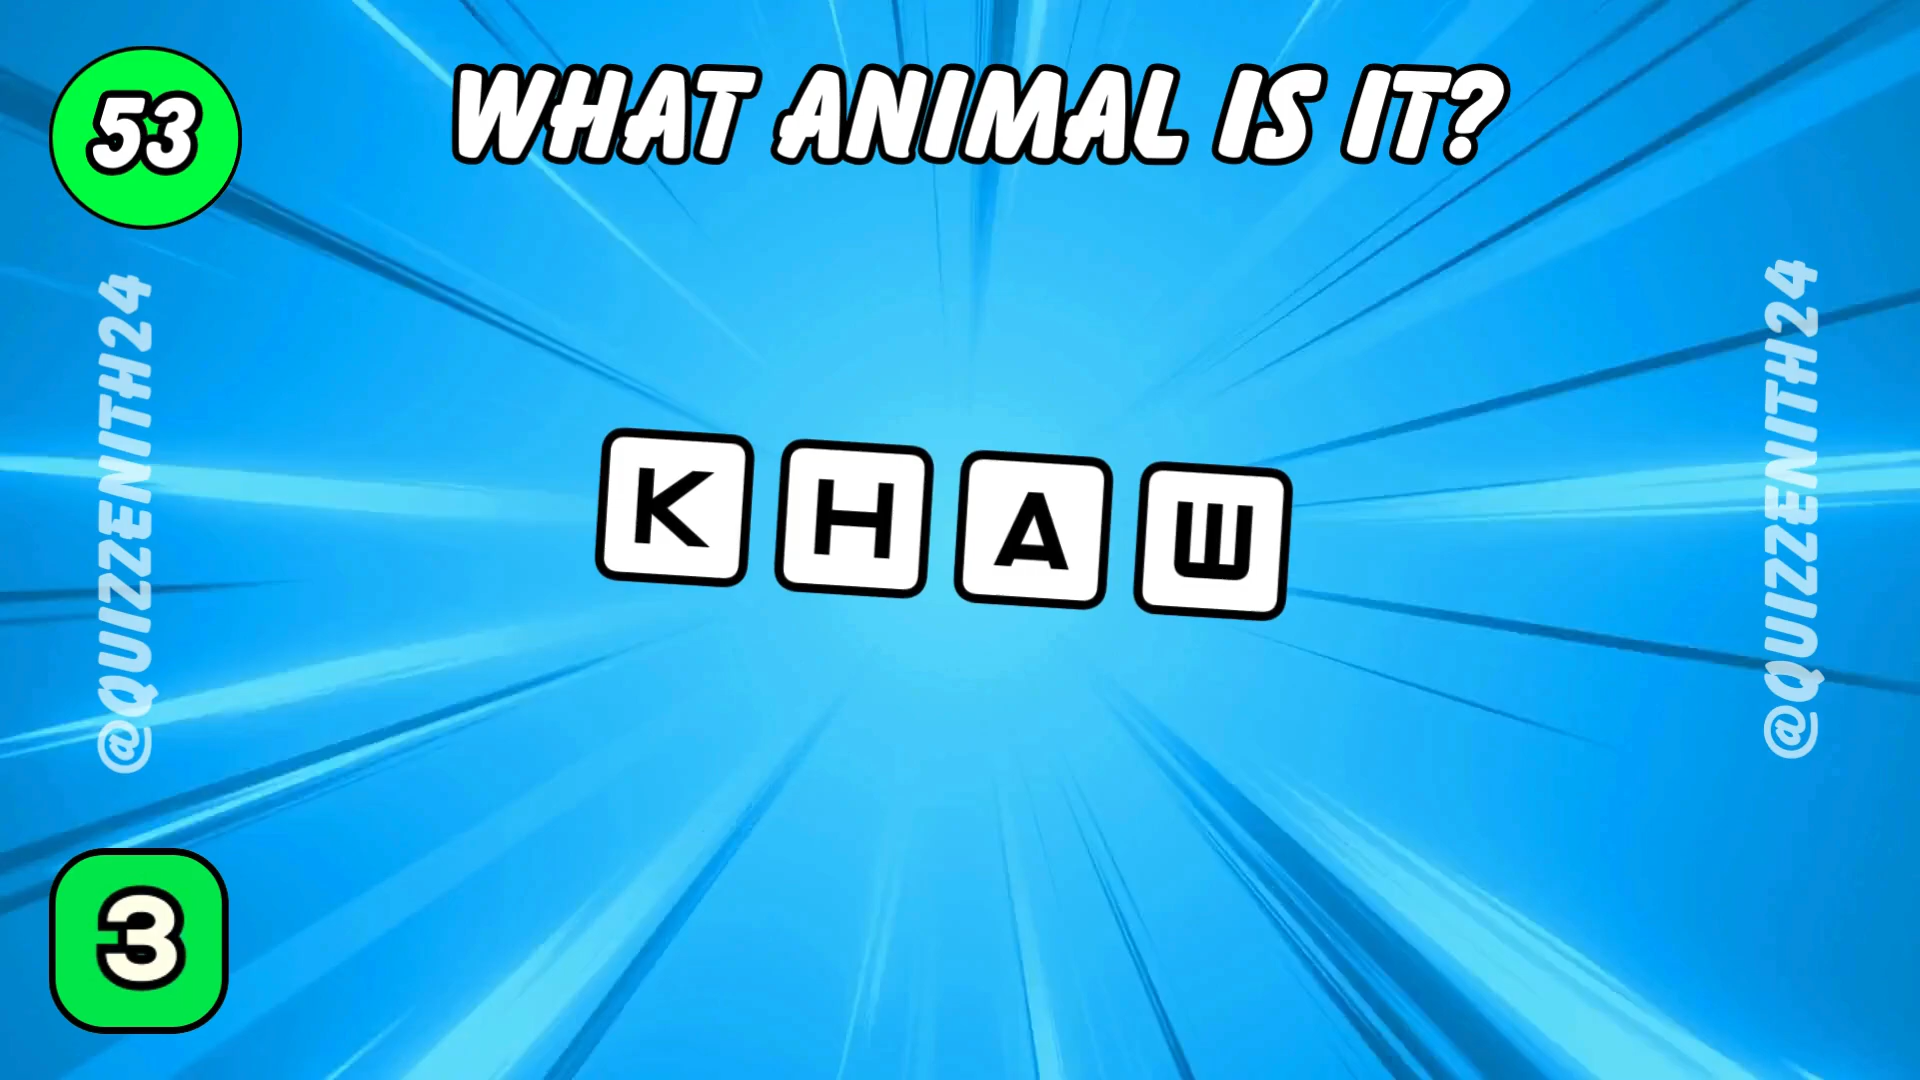 53
WHAT ANIMAL IS IT?
@QUIZZENITH24
@QUIZZENITH24
K H A W
3